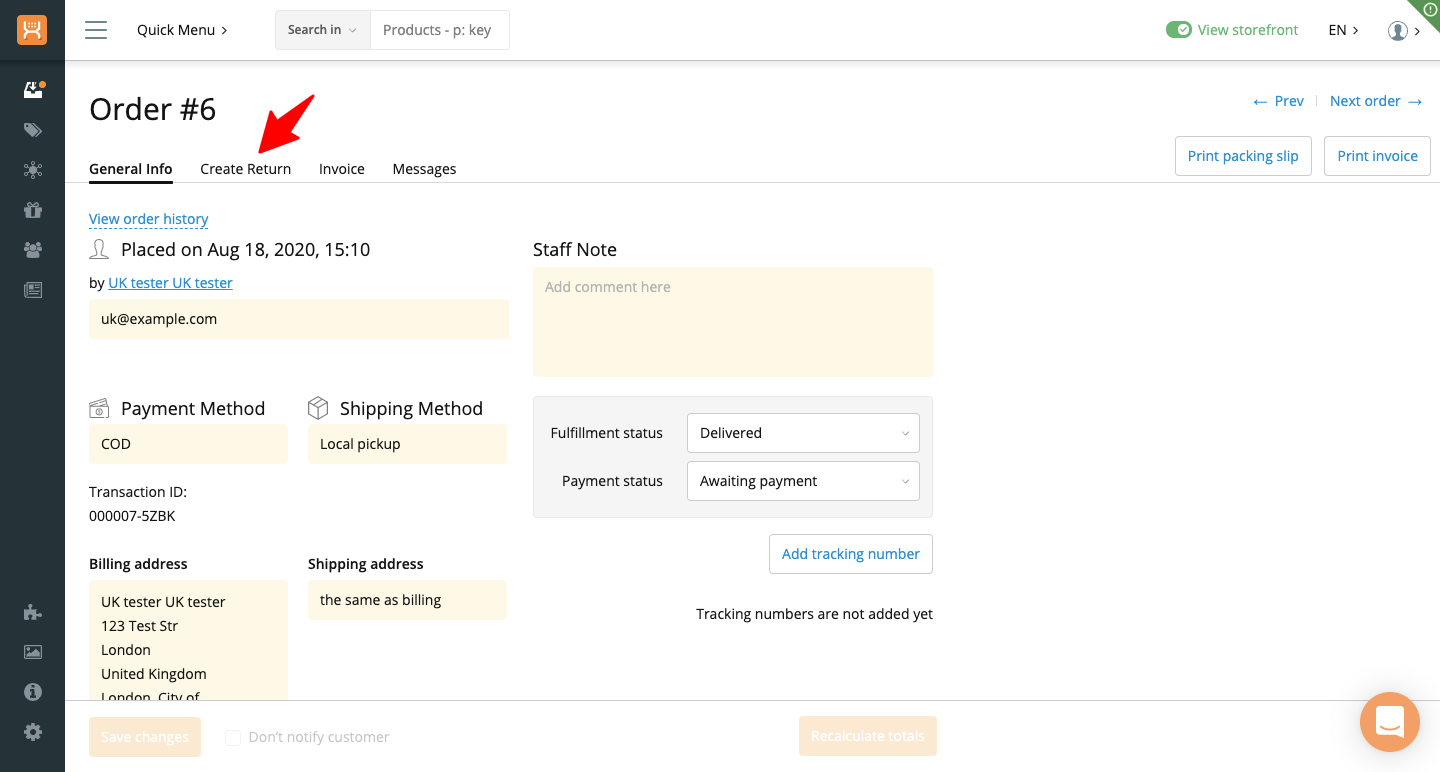 Quick Menu
Search in
Products - p: key
View storefront
EN
Order #6
← Prev
Next order →
General Info
Create Return
Invoice
Messages
Print packing slip
Print invoice
View order history
Placed on Aug 18, 2020, 15:10
by UK tester UK tester
uk@example.com
Staff Note
Add comment here
Payment Method
COD
Shipping Method
Local pickup
Fulfillment status
Delivered
Payment status
Awaiting payment
Transaction ID:
000007-5ZBK
Add tracking number
Tracking numbers are not added yet
Billing address
UK tester UK tester
123 Test Str
London
United Kingdom
London, City of
Shipping address
the same as billing
Save changes
Don't notify customer
Recalculate totals